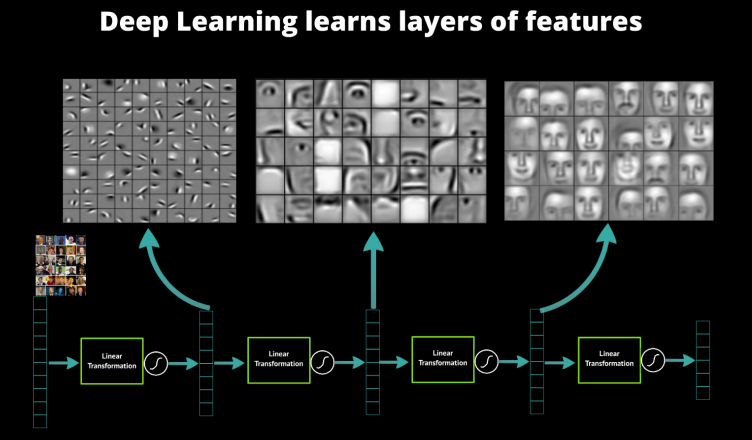 Deep Learning learns layers of features
Linear
Transformation
Linear
Transformation
Linear
Transformation
Linear
Transformation